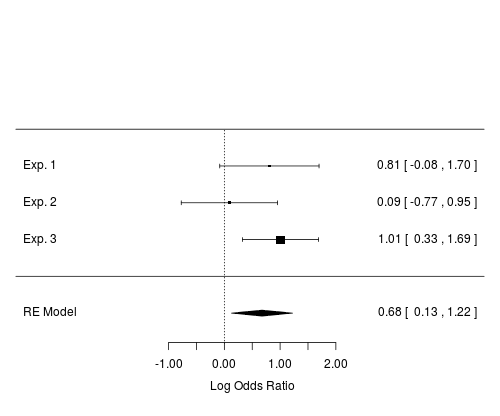 Exp. 1 0.81 [ -0.08 , 1.70 ]
Exp. 2 0.09 [ -0.77 , 0.95 ]
Exp. 3 1.01 [ 0.33 , 1.69 ]
RE Model 0.68 [ 0.13 , 1.22 ]
-1.00 0.00 1.00 2.00
Log Odds Ratio